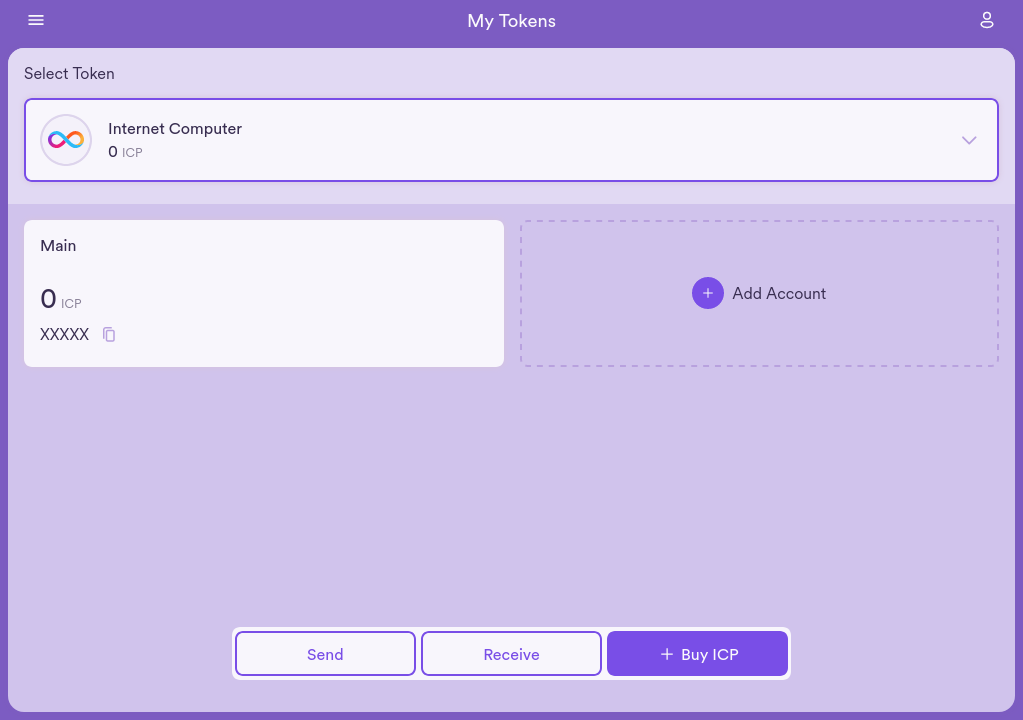 My Tokens
Select Token
Internet Computer
0 ICP
Main
0 ICP
XXXXX
Add Account
Send
Receive
Buy ICP